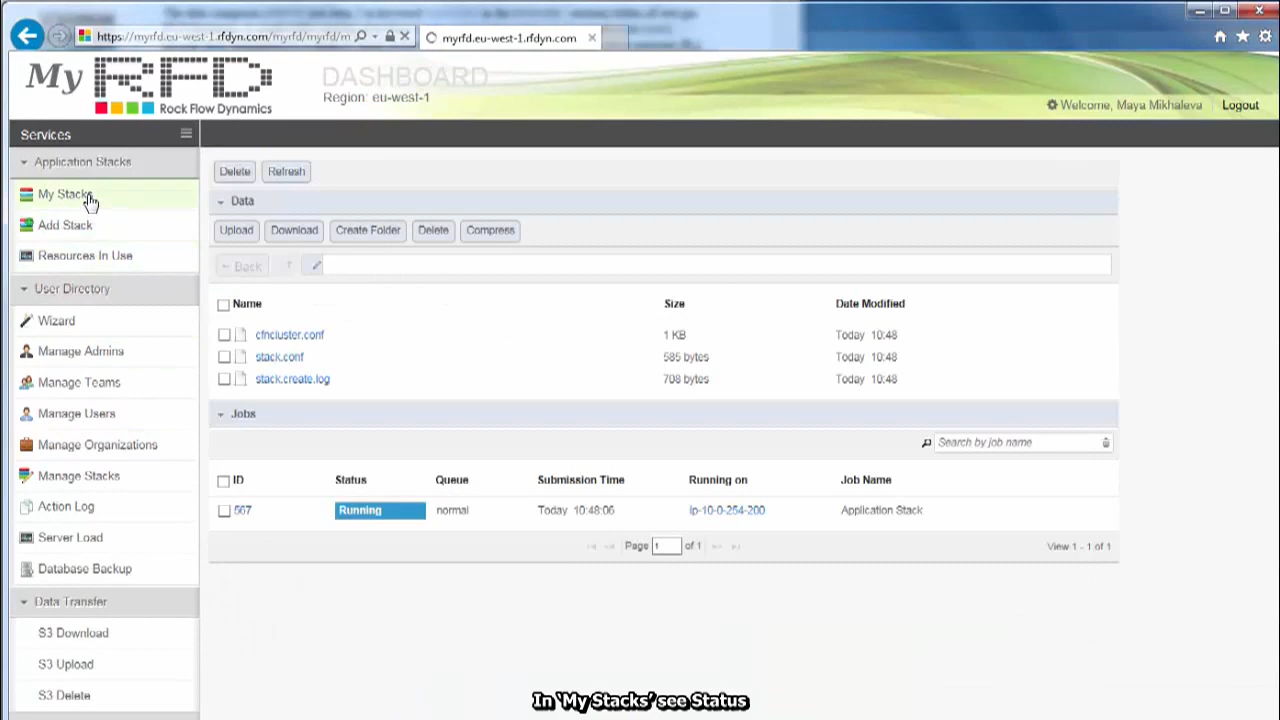 https://myrfd.eu-west-1.rfdyn.com/myrfd/myrfd/m
myrfd.eu-west-1.rfdyn.com
My RFD
Rock Flow Dynamics
DASHBOARD
Region: eu-west-1
Welcome, Maya Mikhaleva
Logout
Services
Application Stacks
My Stacks
Add Stack
Resources In Use
User Directory
Wizard
Manage Admins
Manage Teams
Manage Users
Manage Organizations
Manage Stacks
Action Log
Server Load
Database Backup
Data Transfer
S3 Download
S3 Upload
S3 Delete
Delete Refresh
Data
Upload Download Create Folder Delete Compress
← Back
Name Size Date Modified
cfncluster.conf 1 KB Today 10:48
stack.conf 585 bytes Today 10:48
stack.create.log 708 bytes Today 10:48
Jobs
Search by job name
ID Status Queue Submission Time Running on Job Name
567 Running normal Today 10:48:06 ip-10-0-254-200 Application Stack
Page 1 of 1
View 1 - 1 of 1
In 'My Stacks' see Status